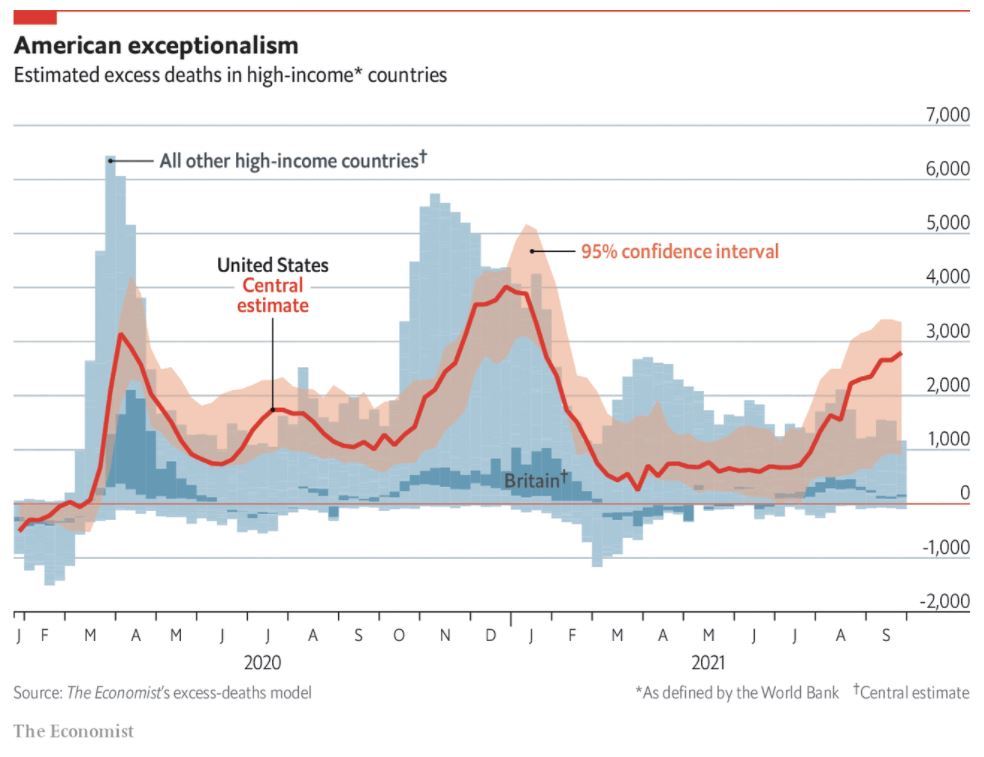 American exceptionalism
Estimated excess deaths in high-income* countries
7,000
All other high-income countries†
6,000
5,000
95% confidence interval
United States
Central
estimate
4,000
3,000
2,000
1,000
Britain†
0
-1,000
-2,000
J F M A M J J A S O N D J F M A M J J A S
2020 2021
Source: The Economist's excess-deaths model *As defined by the World Bank †Central estimate
The Economist